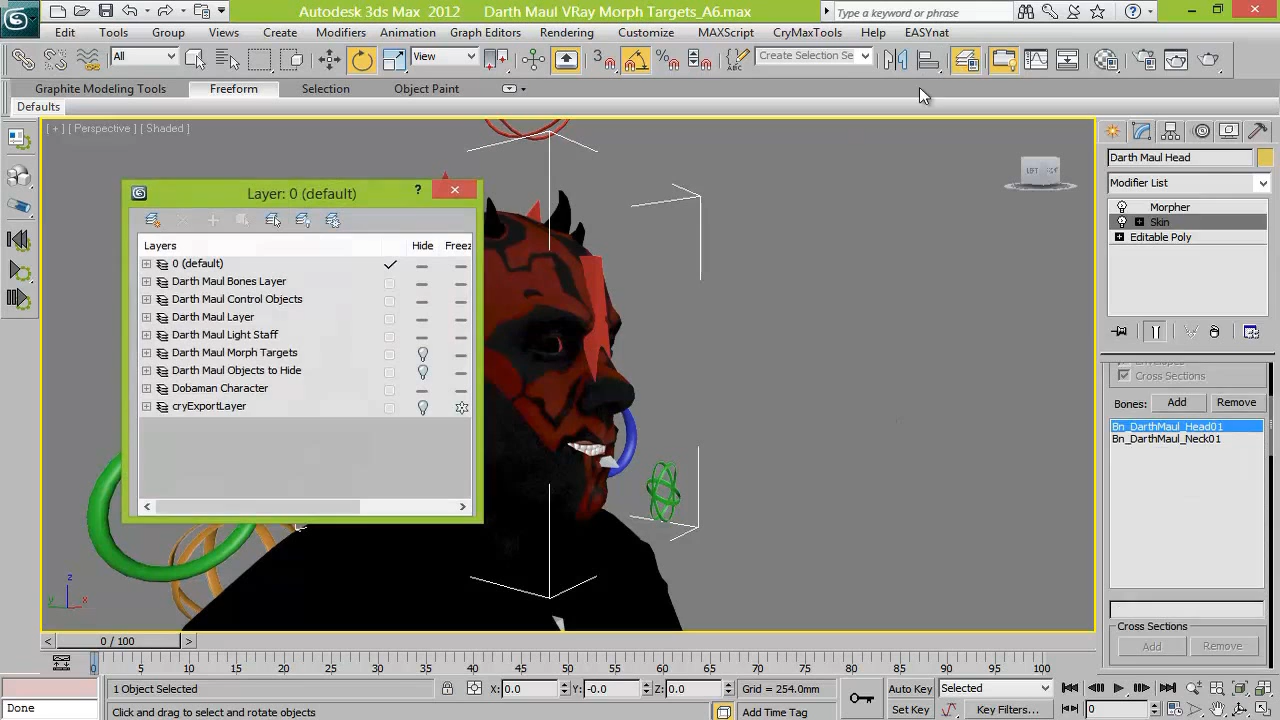 Autodesk 3ds Max  2012 Darth Maul VRay Morph Targets_A6.max Type a keyword or phrase
Edit Tools Group Views Create Modifiers Animation Graph Editors Rendering Customize MAXScript CryMaxTools Help EASYnat
All View 3 Create Selection Se
Graphite Modeling Tools Freeform Selection Object Paint
Defaults
[ + ] [ Perspective ] [ Shaded ]
LEFT
Darth Maul Head
Modifier List
Morpher
Skin
Editable Poly
Layer: 0 (default) ?
Layers Hide Freez
0 (default)
Darth Maul Bones Layer
Darth Maul Control Objects
Darth Maul Layer
Darth Maul Light Staff
Darth Maul Morph Targets
Darth Maul Objects to Hide
Dobaman Character
cryExportLayer
Cross Sections
Bones: Add Remove
Bn_DarthMaul_Head01
Bn_DarthMaul_Neck01
Cross Sections
Add Remove
z
y x
< 0 / 100 >
0 5 10 15 20 25 30 35 40 45 50 55 60 65 70 75 80 85 90 95 100
1 Object Selected X: 0.0 Y: -0.0 Z: 0.0 Grid = 254.0mm Auto Key Selected
Done Click and drag to select and rotate objects Add Time Tag Set Key Key Filters... 0